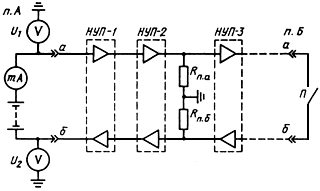 п. А
НУП-1 НУП-2 НУП-3 п. Б
U₁ V а а
mA Rп.а П
Rп.б
б Б
U₂ V